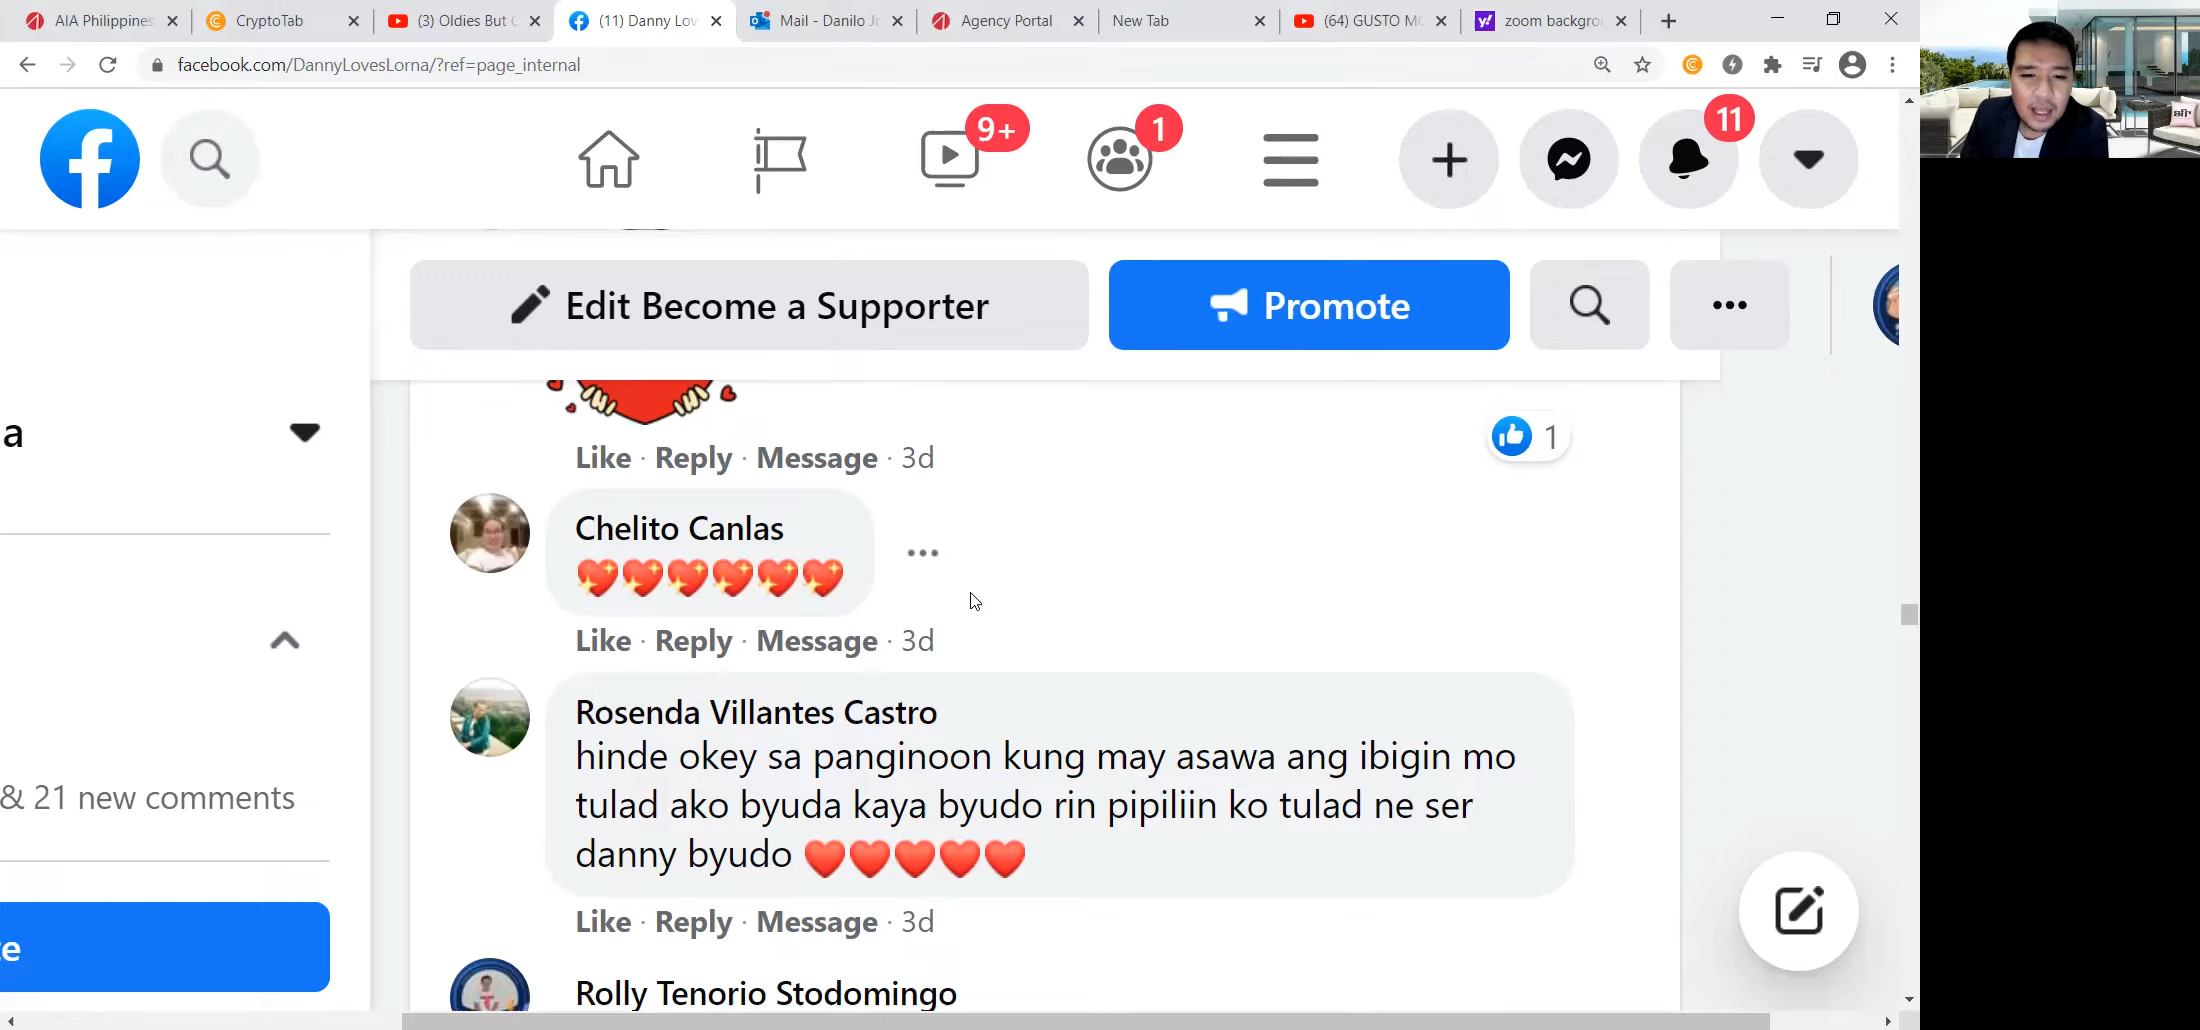 AIA Philippines
CryptoTab
(3) Oldies But
(11) Danny Lov
Mail - Danilo Jr
Agency Portal
New Tab
(64) GUSTO MO
zoom backgrou
facebook.com/DannyLovesLorna/?ref=page_internal
9+
1
11
Edit Become a Supporter
Promote
a
Like · Reply · Message · 3d
1
Chelito Canlas
💖💖💖💖💖💖
Like · Reply · Message · 3d
Rosenda Villantes Castro
hinde okey sa panginoon kung may asawa ang ibigin mo
tulad ako byuda kaya byudo rin pipiliin ko tulad ne ser
danny byudo ❤️❤️❤️❤️❤️
& 21 new comments
Like · Reply · Message · 3d
Rolly Tenorio Stodomingo